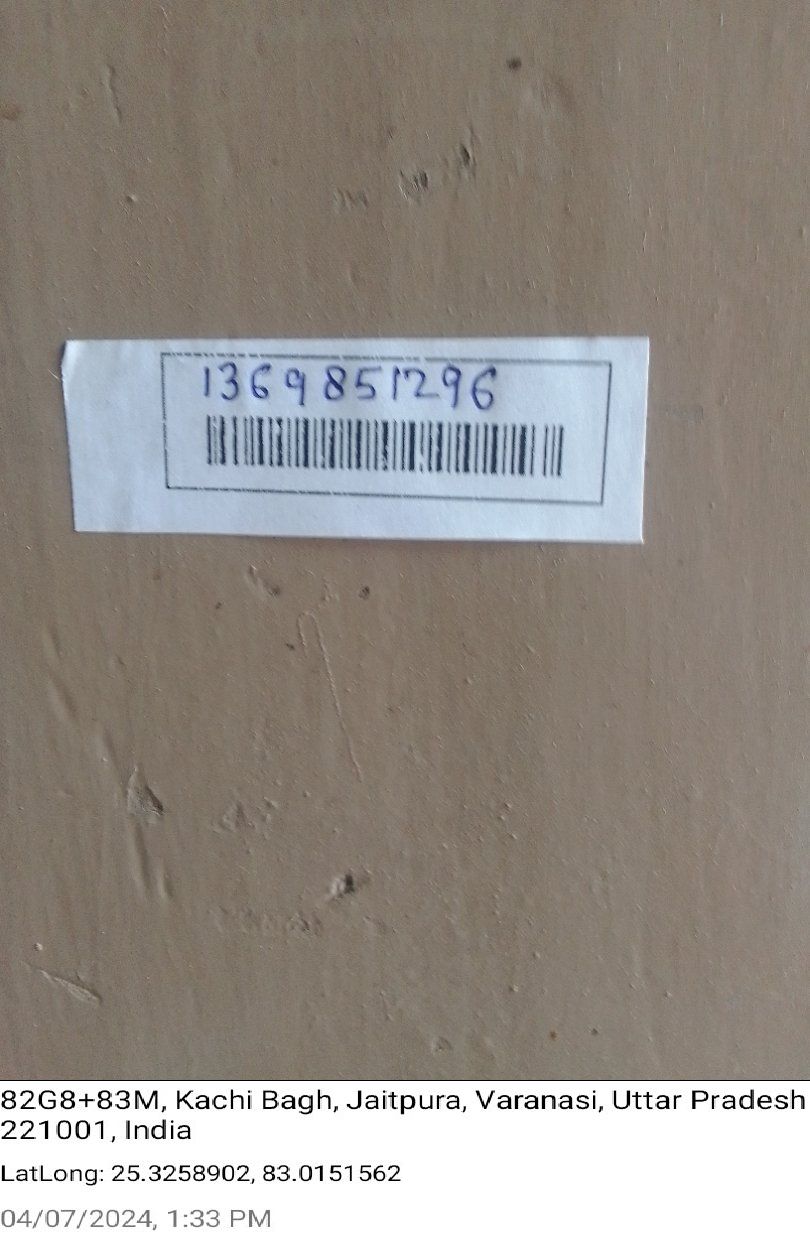 1369851296
82G8+83M, Kachi Bagh, Jaitpura, Varanasi, Uttar Pradesh
221001, India
LatLong: 25.3258902, 83.0151562
04/07/2024, 1:33 PM